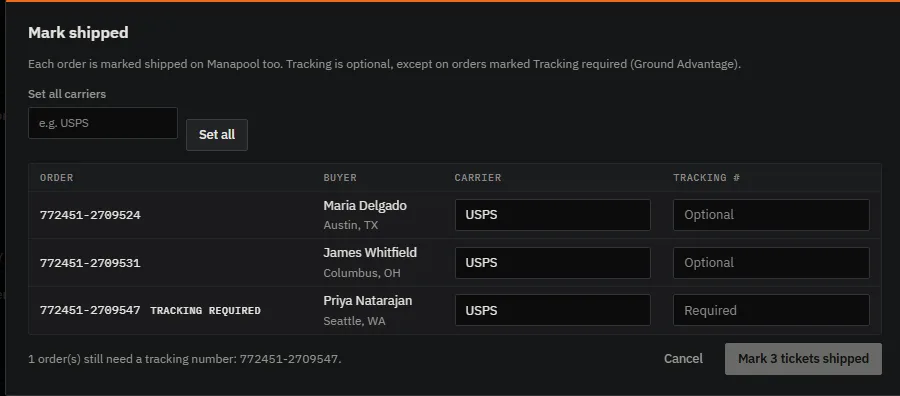 Mark shipped
Each order is marked shipped on Manapool too. Tracking is optional, except on orders marked Tracking required (Ground Advantage).
Set all carriers
e.g. USPS
Set all
ORDER BUYER CARRIER TRACKING #
772451-2709524 Maria Delgado Austin, TX USPS Optional
772451-2709531 James Whitfield Columbus, OH USPS Optional
772451-2709547 TRACKING REQUIRED Priya Natarajan Seattle, WA USPS Required
1 order(s) still need a tracking number: 772451-2709547.
Cancel
Mark 3 tickets shipped